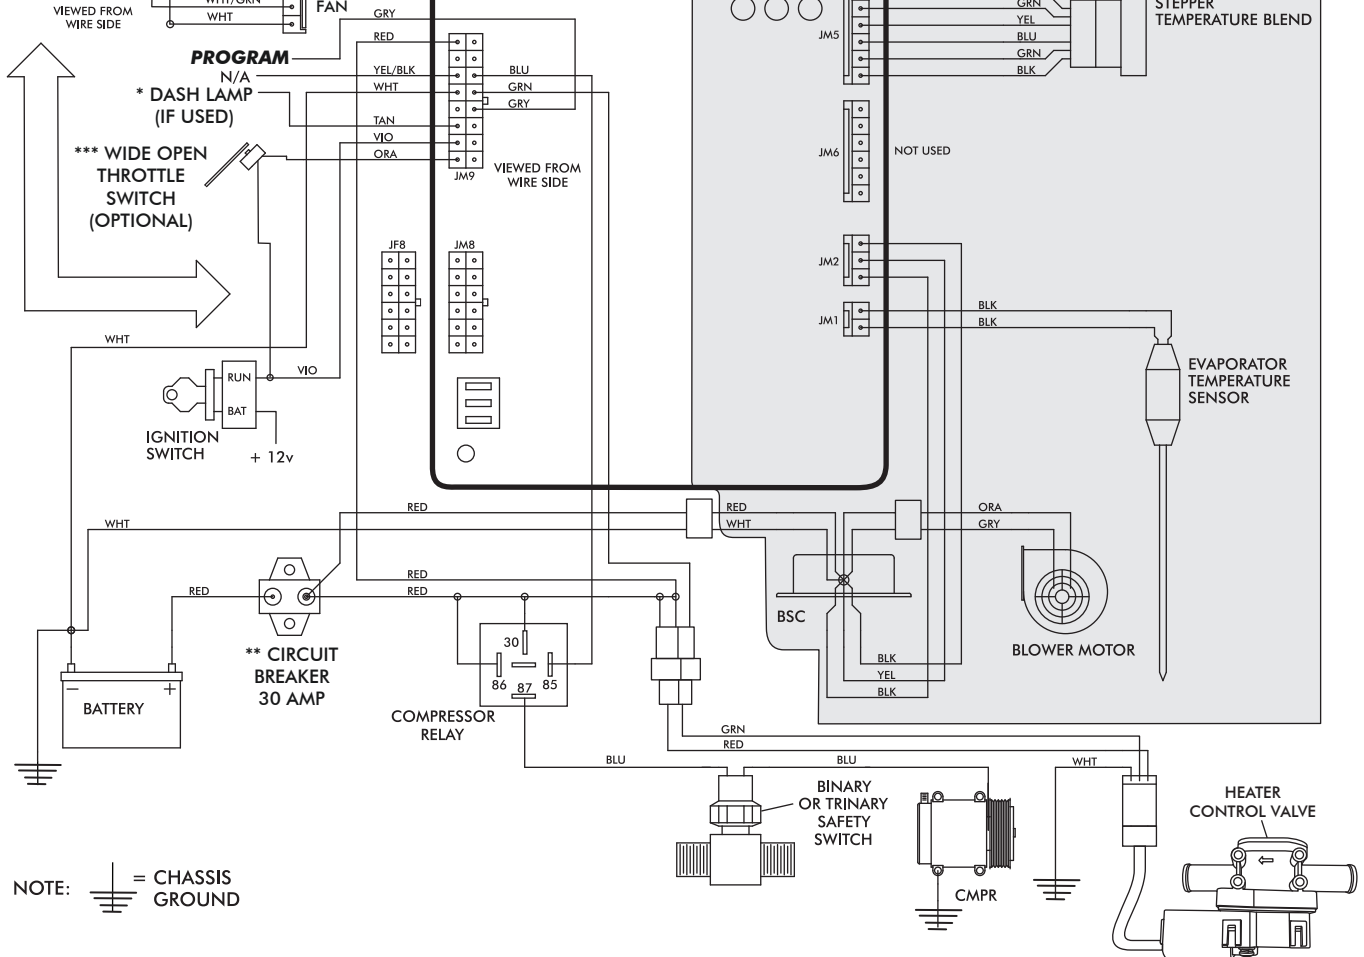 VIEWED FROM
WIRE SIDE
WHT/GRN
WHT
FAN
GRY
RED
PROGRAM
N/A
YEL/BLK
BLU
* DASH LAMP
(IF USED)
WHT
GRN
GRY
TAN
VIO
ORA
*** WIDE OPEN
THROTTLE
SWITCH
(OPTIONAL)
JM9
VIEWED FROM
WIRE SIDE
JF8
JM8
WHT
RUN
VIO
BAT
IGNITION
SWITCH
+ 12v
STEPPER
TEMPERATURE BLEND
GRN
YEL
BLU
GRN
BLK
JM5
JM6
NOT USED
JM2
JM1
BLK
BLK
EVAPORATOR
TEMPERATURE
SENSOR
RED
WHT
RED
WHT
ORA
GRY
RED
RED
RED
BSC
BLOWER MOTOR
BLK
YEL
BLK
** CIRCUIT
BREAKER
30 AMP
30
86
87
85
COMPRESSOR
RELAY
−
+
BATTERY
GRN
RED
BLU
BLU
WHT
BINARY
OR TRINARY
SAFETY
SWITCH
CMPR
HEATER
CONTROL VALVE
NOTE:
= CHASSIS
GROUND